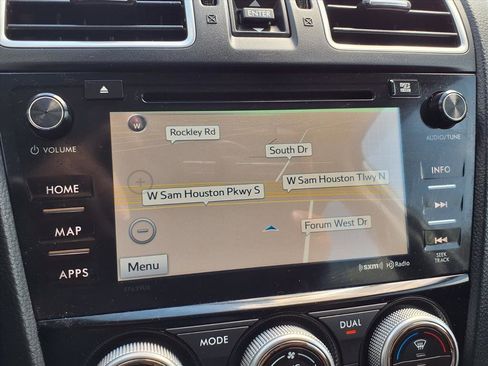 ENTER
W
Rockley Rd
VOLUME
AUDIO/TUNE
South Dr
INFO
HOME
W Sam Houston Pkwy S
W Sam Houston Tlwy N
MAP
Forum West Dr
Menu
SEEK
TRACK
APPS
((sxm)) HD Radio
MODE
DUAL